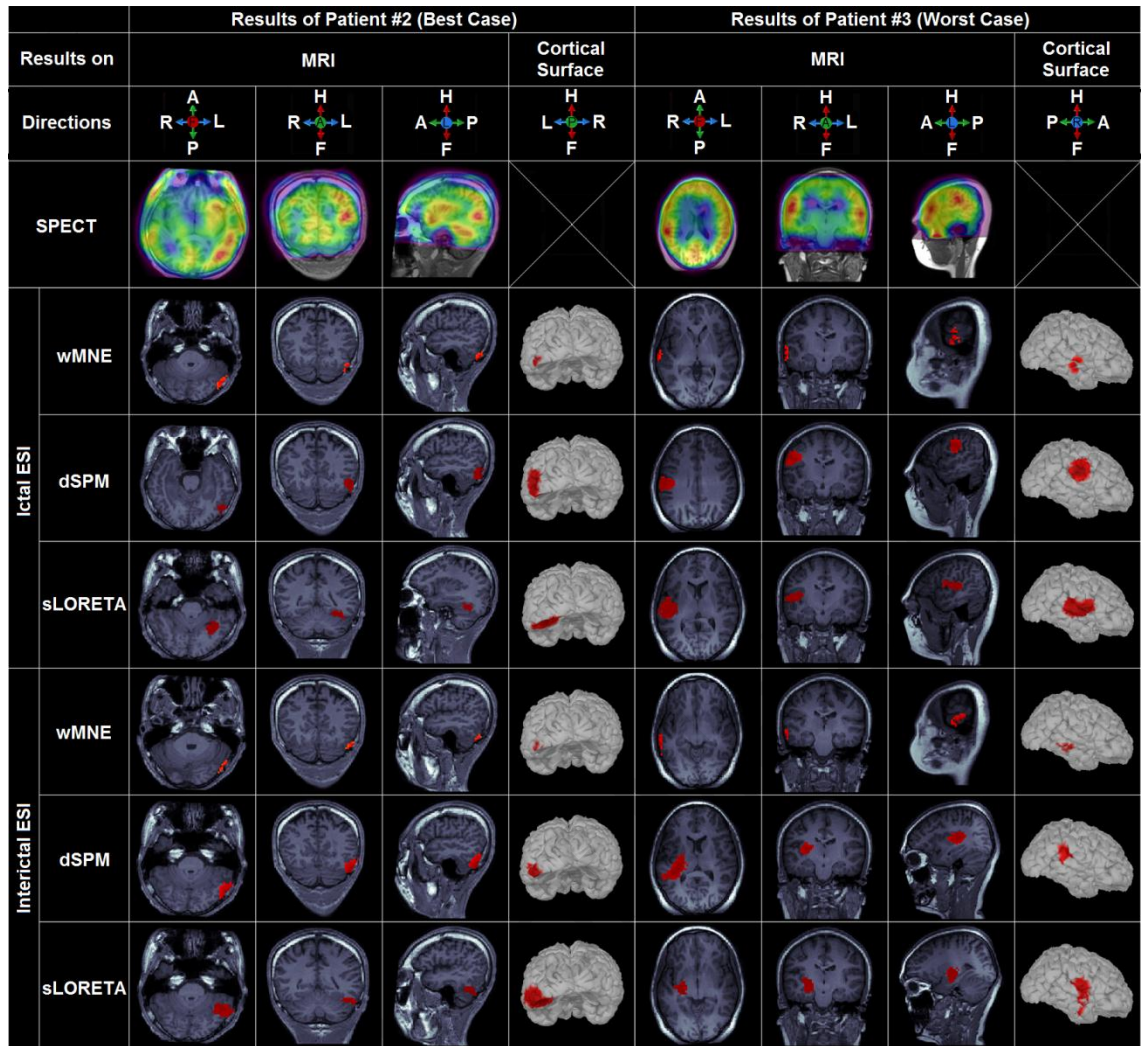 Results of Patient #2 (Best Case) Results of Patient #3 (Worst Case)
Results on MRI Cortical Surface MRI Cortical Surface
Directions
A H H H A H H H
R L R A L A L P L P R R L R A L A L P P R A
P F F F P F F F
SPECT
Ictal ESI
wMNE
dSPM
sLORETA
Interictal ESI
wMNE
dSPM
sLORETA